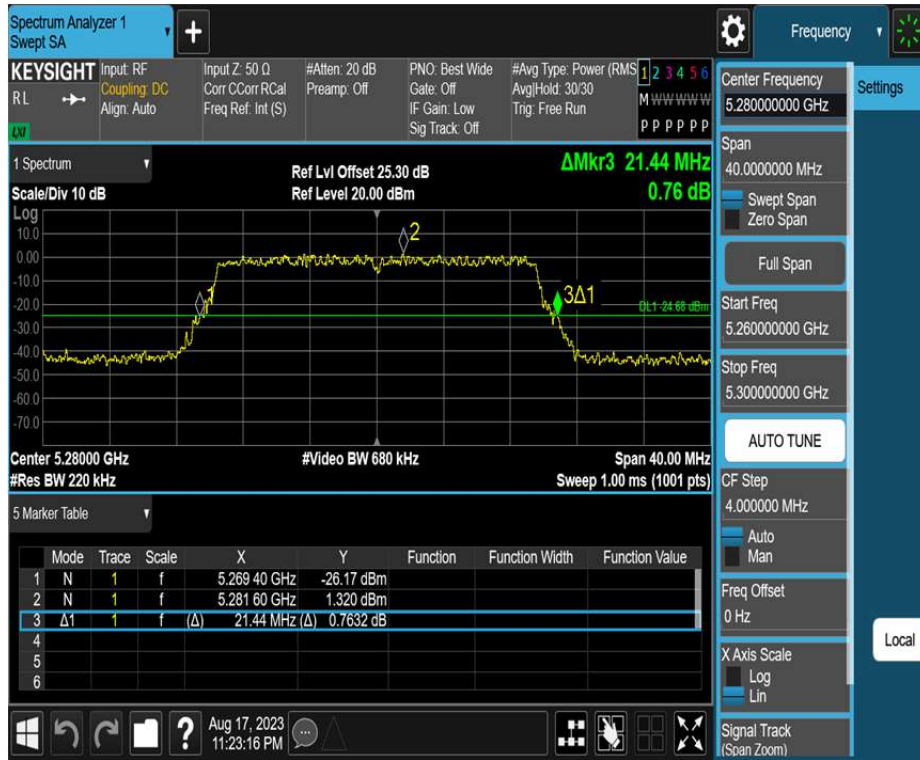 Spectrum Analyzer 1
Swept SA
+
Frequency
KEYSIGHT
RL
LXI
Input: RF
Coupling: DC
Align: Auto
Input Z: 50 Ω
Corr CCorr RCal
Freq Ref: Int (S)
#Atten: 20 dB
Preamp: Off
PNO: Best Wide
Gate: Off
IF Gain: Low
Sig Track: Off
#Avg Type: Power (RMS
Avg|Hold: 30/30
Trig: Free Run
1 2 3 4 5 6
M W W W W W
P P P P P P
1 Spectrum
Scale/Div 10 dB
Ref Lvl Offset 25.30 dB
Ref Level 20.00 dBm
ΔMkr3 21.44 MHz
0.76 dB
Log
10.0
0.00
-10.0
-20.0
-30.0
-40.0
-50.0
-60.0
-70.0
1
2
3Δ1
DL1 -24.68 dBm
Center 5.28000 GHz
#Video BW 680 kHz
Span 40.00 MHz
#Res BW 220 kHz
Sweep 1.00 ms (1001 pts)
5 Marker Table
Mode Trace Scale X Y Function Function Width Function Value
1 N 1 f 5.269 40 GHz -26.17 dBm
2 N 1 f 5.281 60 GHz 1.320 dBm
3 Δ1 1 f (Δ) 21.44 MHz (Δ) 0.7632 dB
4
5
6
?
Aug 17, 2023
11:23:16 PM
Center Frequency
5.280000000 GHz
Span
40.0000000 MHz
Swept Span
Zero Span
Full Span
Start Freq
5.260000000 GHz
Stop Freq
5.300000000 GHz
AUTO TUNE
CF Step
4.000000 MHz
Auto
Man
Freq Offset
0 Hz
X Axis Scale
Log
Lin
Signal Track
(Span Zoom)
Settings
Local